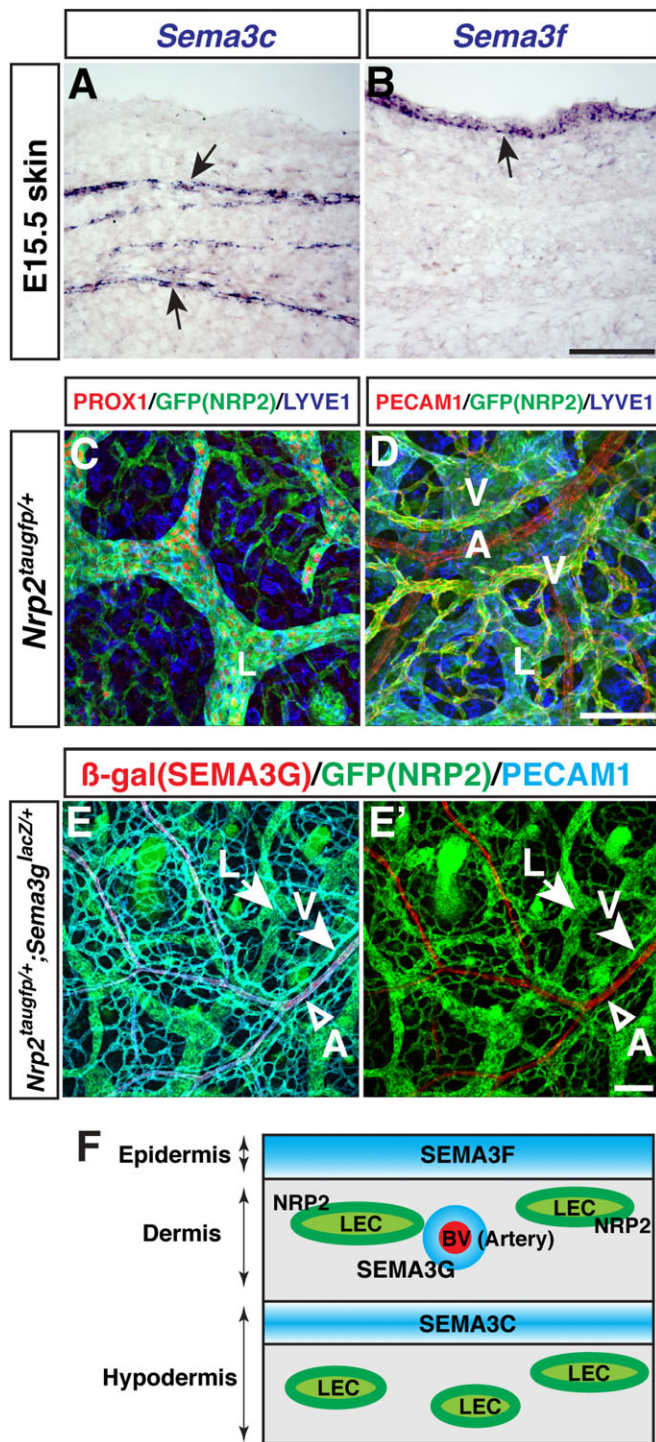 Sema3c
Sema3f
E15.5 skin
A
B
PROX1/GFP(NRP2)/LYVE1
PECAM1/GFP(NRP2)/LYVE1
Nrp2taugfp/+
C
L
D
V
A
V
L
ß-gal(SEMA3G)/GFP(NRP2)/PECAM1
Nrp2taugfp/+;Sema3glacZ/+
E
L
V
A
E'
L
V
A
F
Epidermis
SEMA3F
Dermis
NRP2
LEC
BV (Artery)
SEMA3G
LEC
NRP2
Hypodermis
SEMA3C
LEC
LEC
LEC